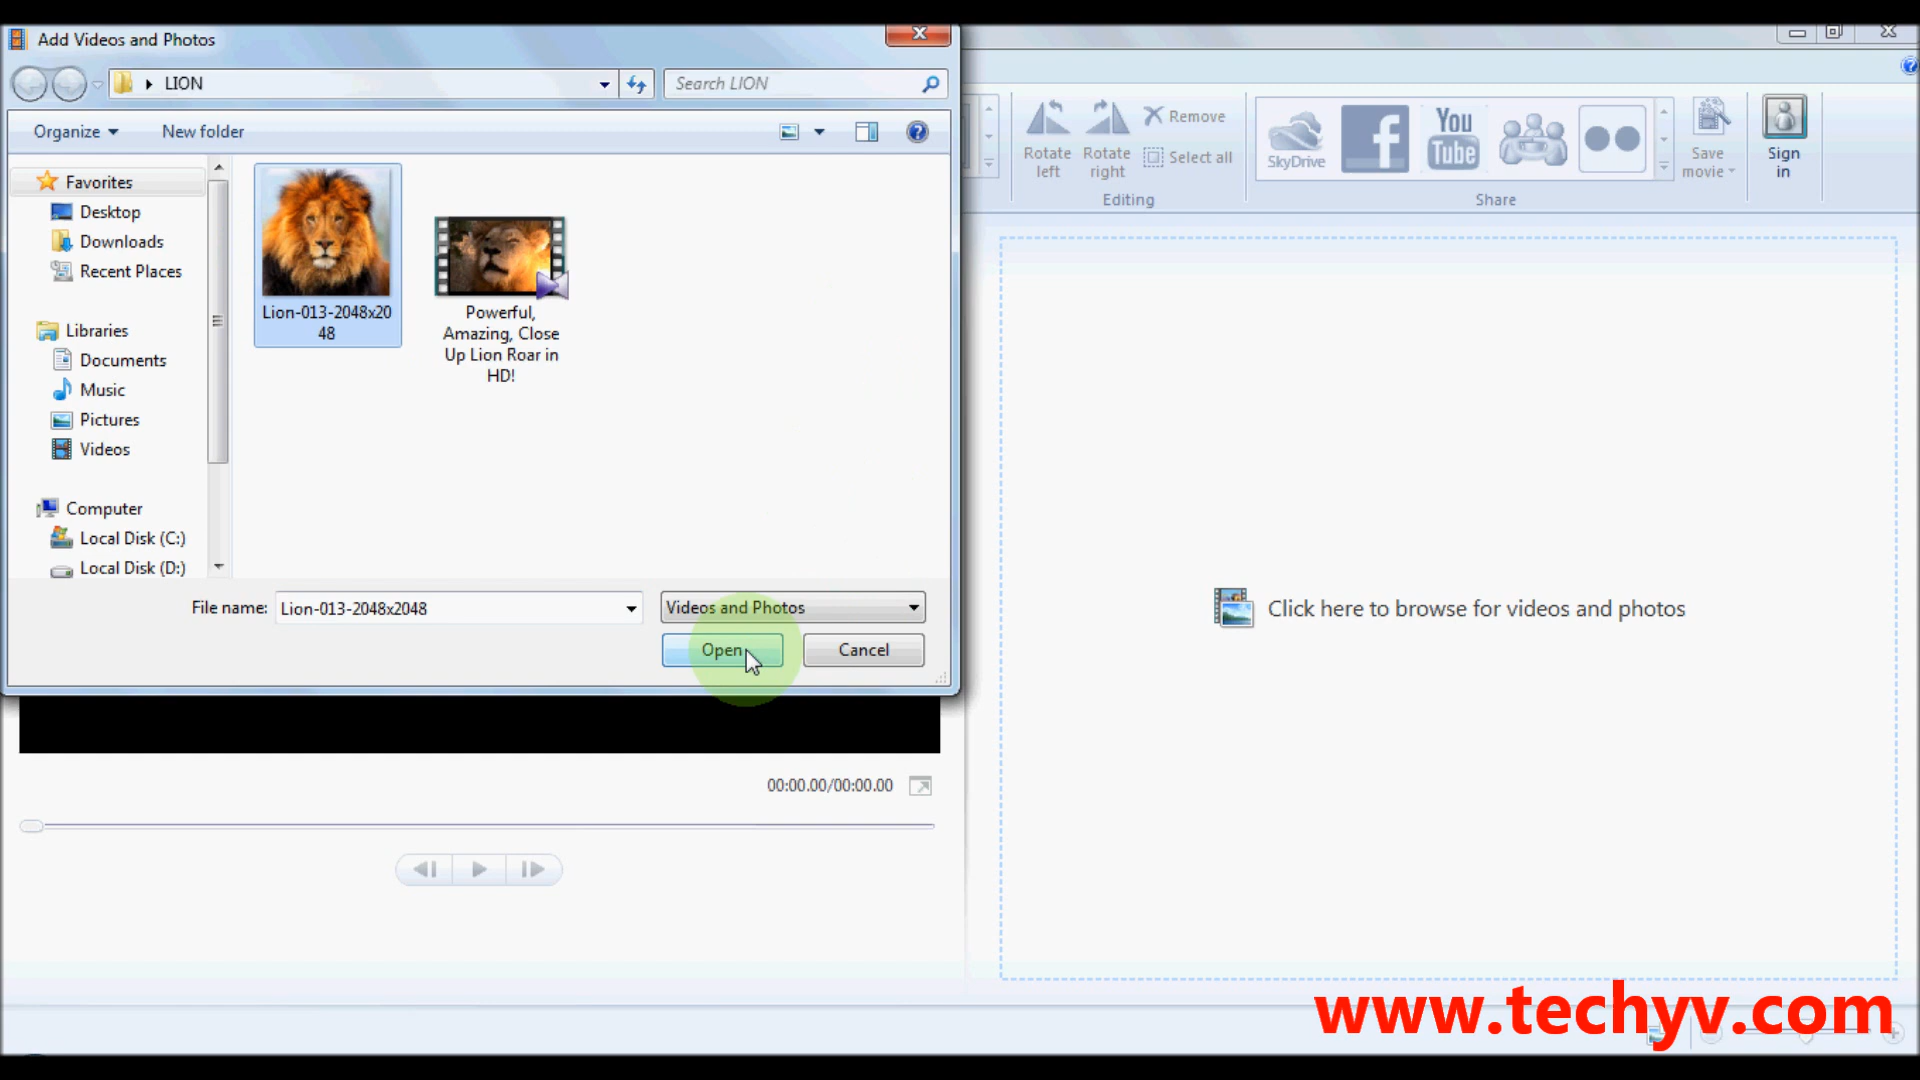 Add Videos and Photos
LION
Search LION
Organize
New folder
Favorites
Desktop
Downloads
Recent Places
Libraries
Documents
Music
Pictures
Videos
Computer
Local Disk (C:)
Local Disk (D:)
Lion-013-2048x20
48
Powerful,
Amazing, Close
Up Lion Roar in
HD!
File name:
Lion-013-2048x2048
Videos and Photos
Open
Cancel
Rotate
left
Rotate
right
Remove
Select all
Editing
SkyDrive
You
Tube
Share
Save
movie
Sign
in
Click here to browse for videos and photos
00:00.00/00:00.00
www.techyv.com